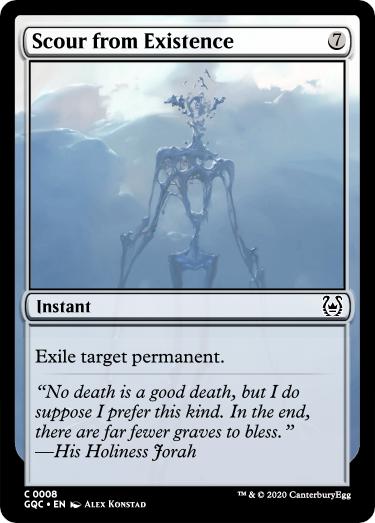 Scour from Existence 7
Instant
Exile target permanent.
“No death is a good death, but I do
suppose I prefer this kind. In the end,
there are far fewer graves to bless.”
—His Holiness Jorah
C 0008
GQC • EN Alex Konstad
™ & © 2020 CanterburyEgg